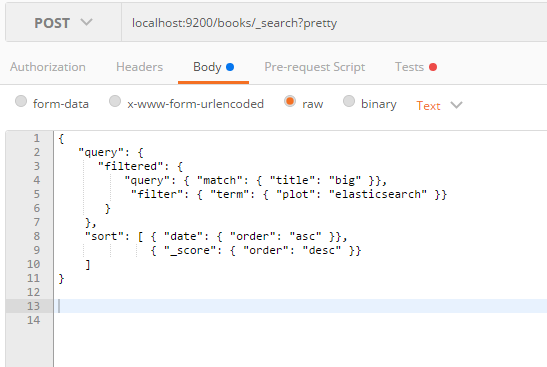 POST localhost:9200/books/_search?pretty
Authorization Headers Body Pre-request Script Tests
form-data x-www-form-urlencoded raw binary Text
1 {
2 "query": {
3 "filtered": {
4 "query": { "match": { "title": "big" }},
5 "filter": { "term": { "plot": "elasticsearch" }}
6 }
7 },
8 "sort": [ { "date": { "order": "asc" }},
9 { "_score": { "order": "desc" }}
10 ]
11 }
12
13
14